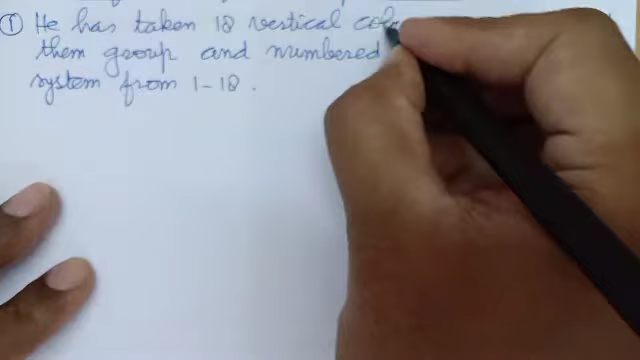 ① He has taken 18 vertical
them group and numbered
system from 1-18.